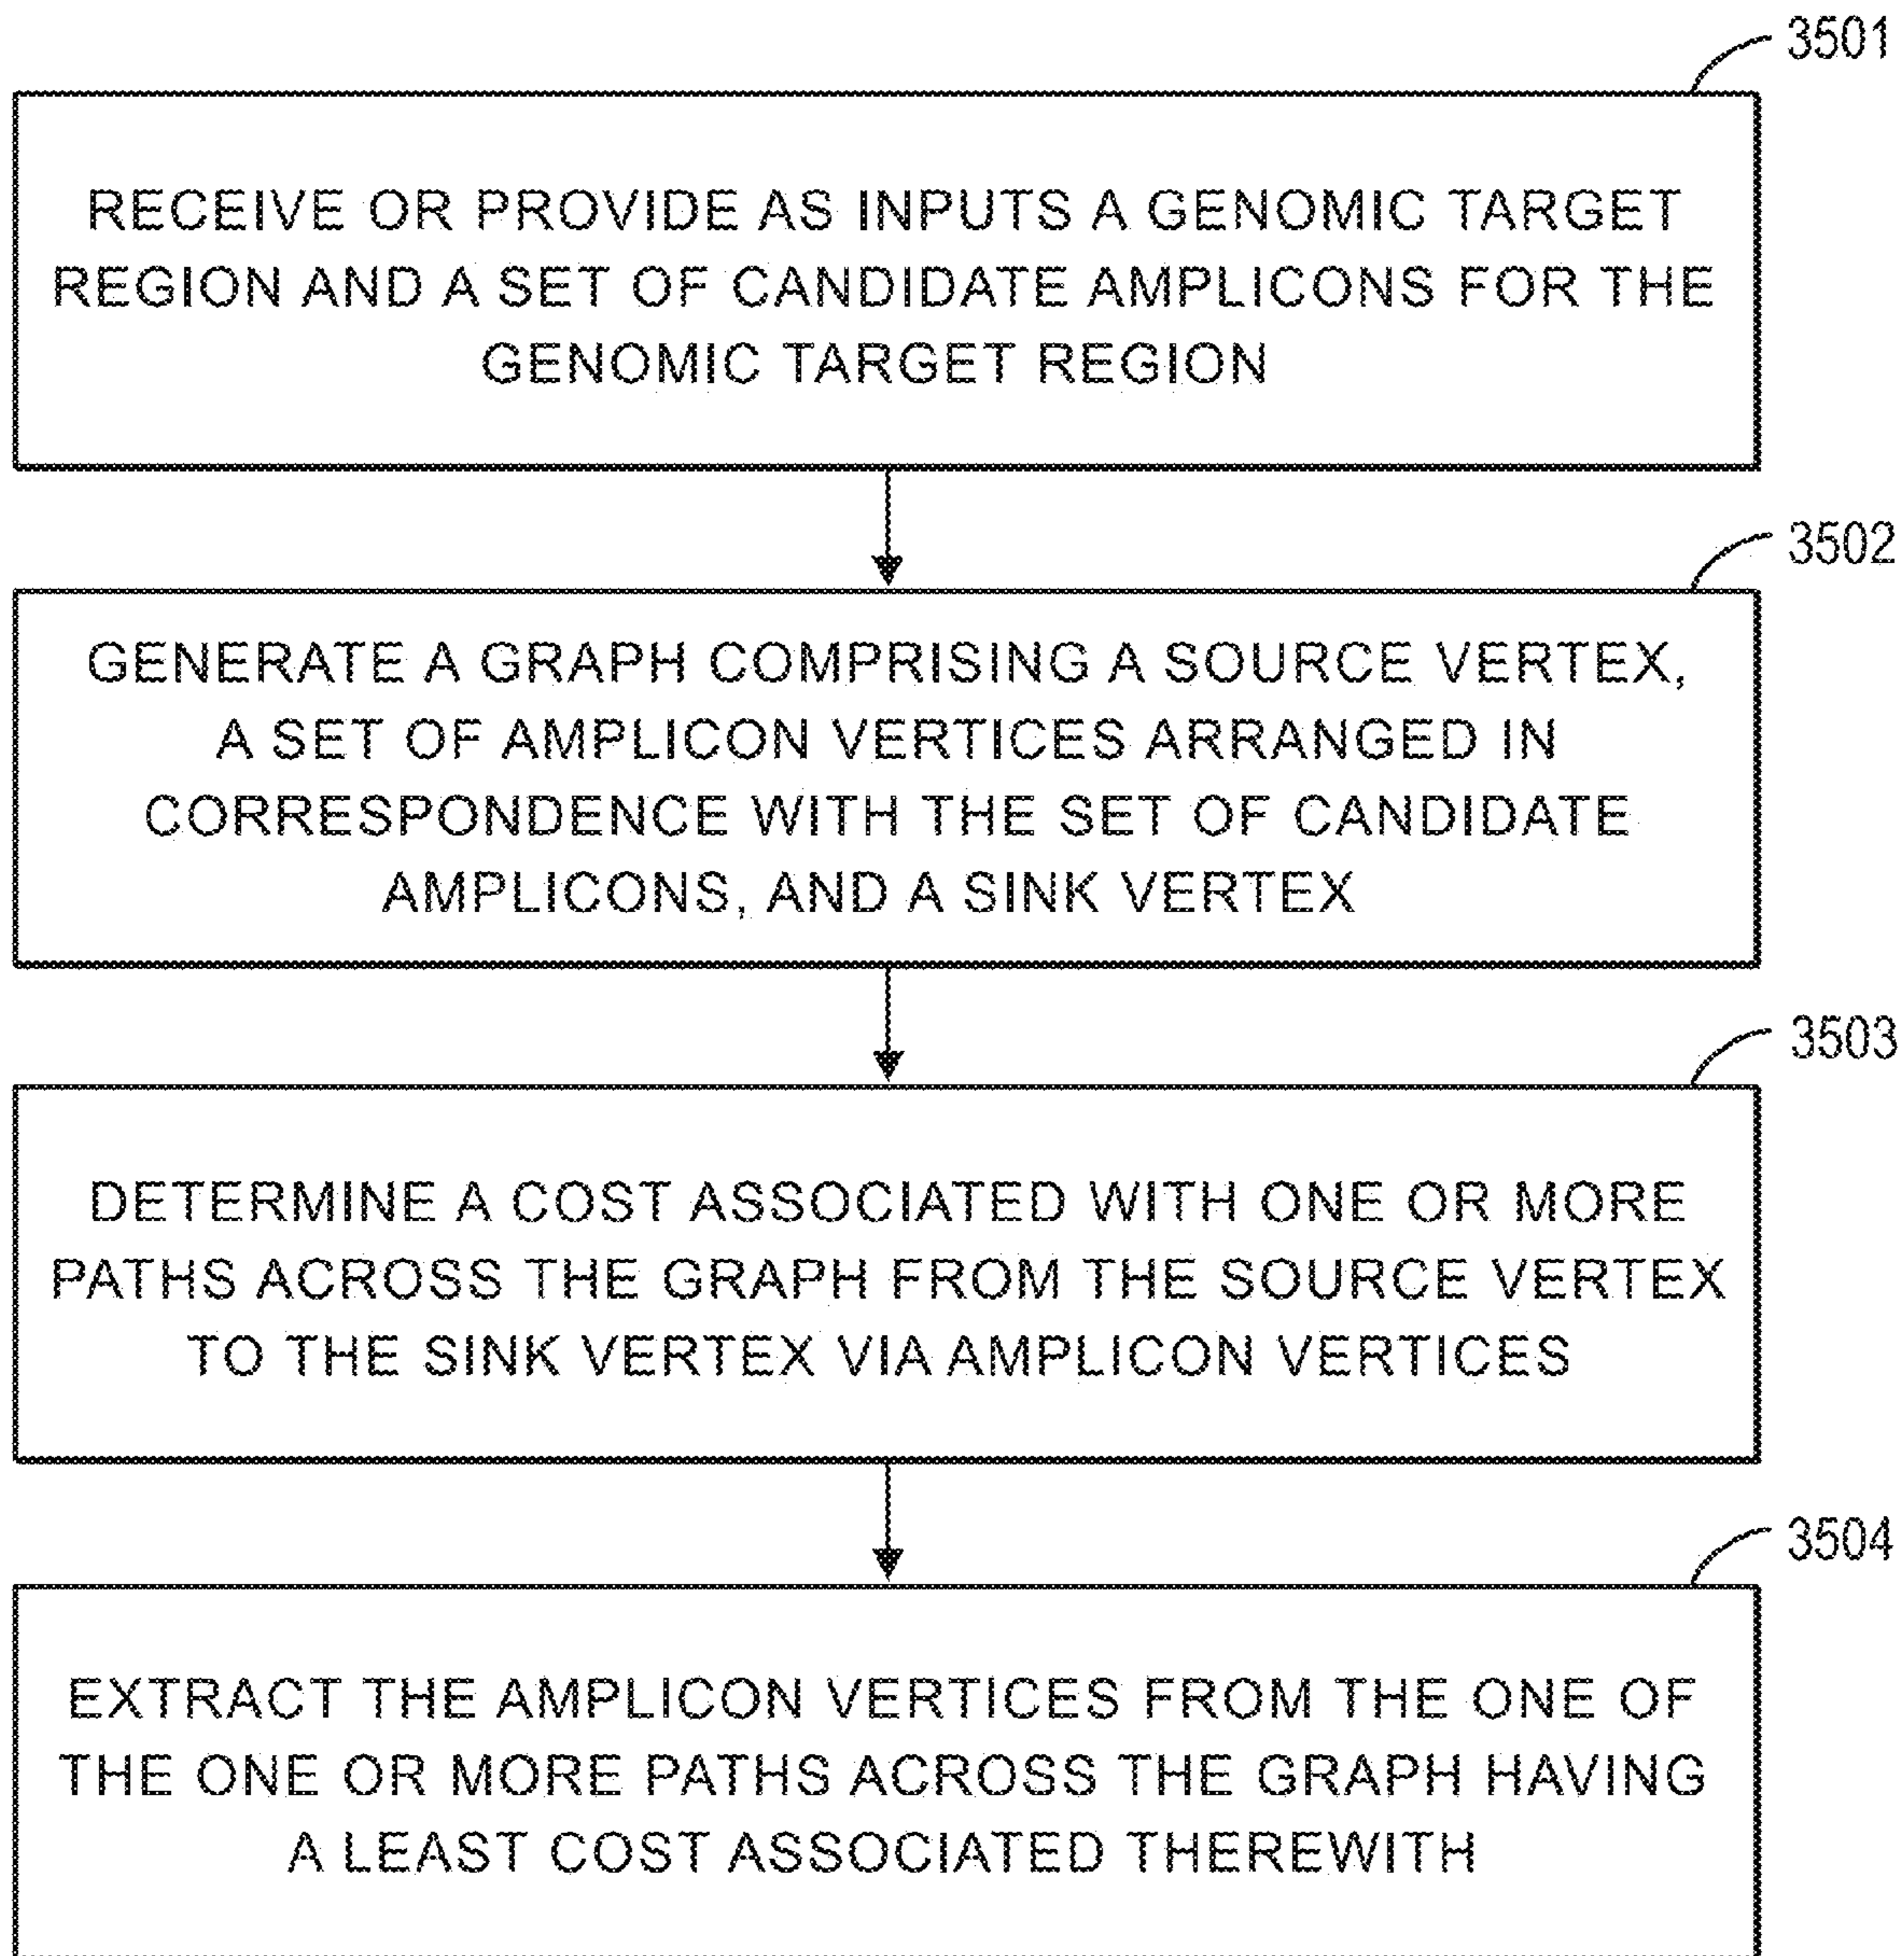 3501
RECEIVE OR PROVIDE AS INPUTS A GENOMIC TARGET
REGION AND A SET OF CANDIDATE AMPLICONS FOR THE
GENOMIC TARGET REGION
3502
GENERATE A GRAPH COMPRISING A SOURCE VERTEX,
A SET OF AMPLICON VERTICES ARRANGED IN
CORRESPONDENCE WITH THE SET OF CANDIDATE
AMPLICONS, AND A SINK VERTEX
3503
DETERMINE A COST ASSOCIATED WITH ONE OR MORE
PATHS ACROSS THE GRAPH FROM THE SOURCE VERTEX
TO THE SINK VERTEX VIA AMPLICON VERTICES
3504
EXTRACT THE AMPLICON VERTICES FROM THE ONE OF
THE ONE OR MORE PATHS ACROSS THE GRAPH HAVING
A LEAST COST ASSOCIATED THEREWITH